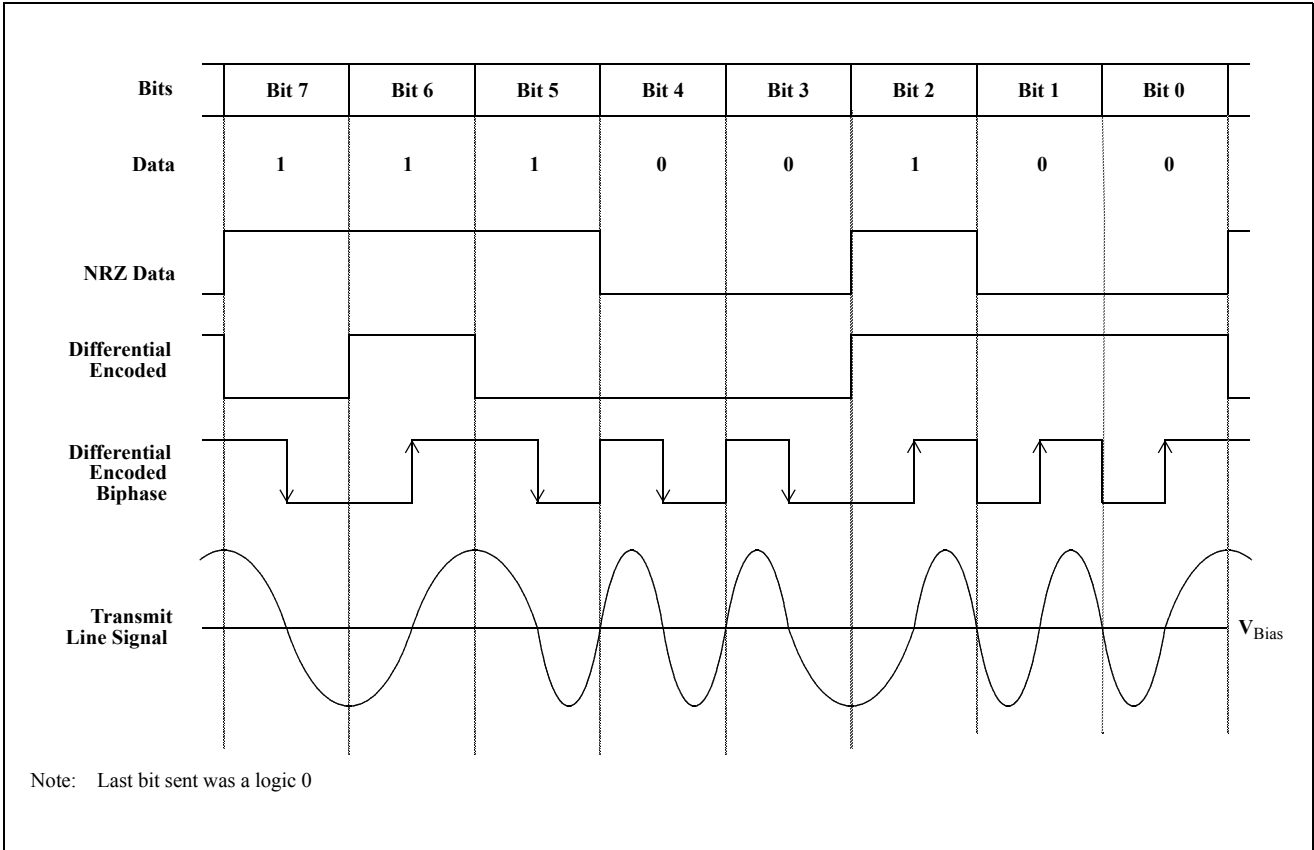 Bits Bit 7 Bit 6 Bit 5 Bit 4 Bit 3 Bit 2 Bit 1 Bit 0
Data 1 1 1 0 0 1 0 0
NRZ Data
Differential
Encoded
Differential
Encoded
Biphase
Transmit
Line Signal
VBias
Note: Last bit sent was a logic 0